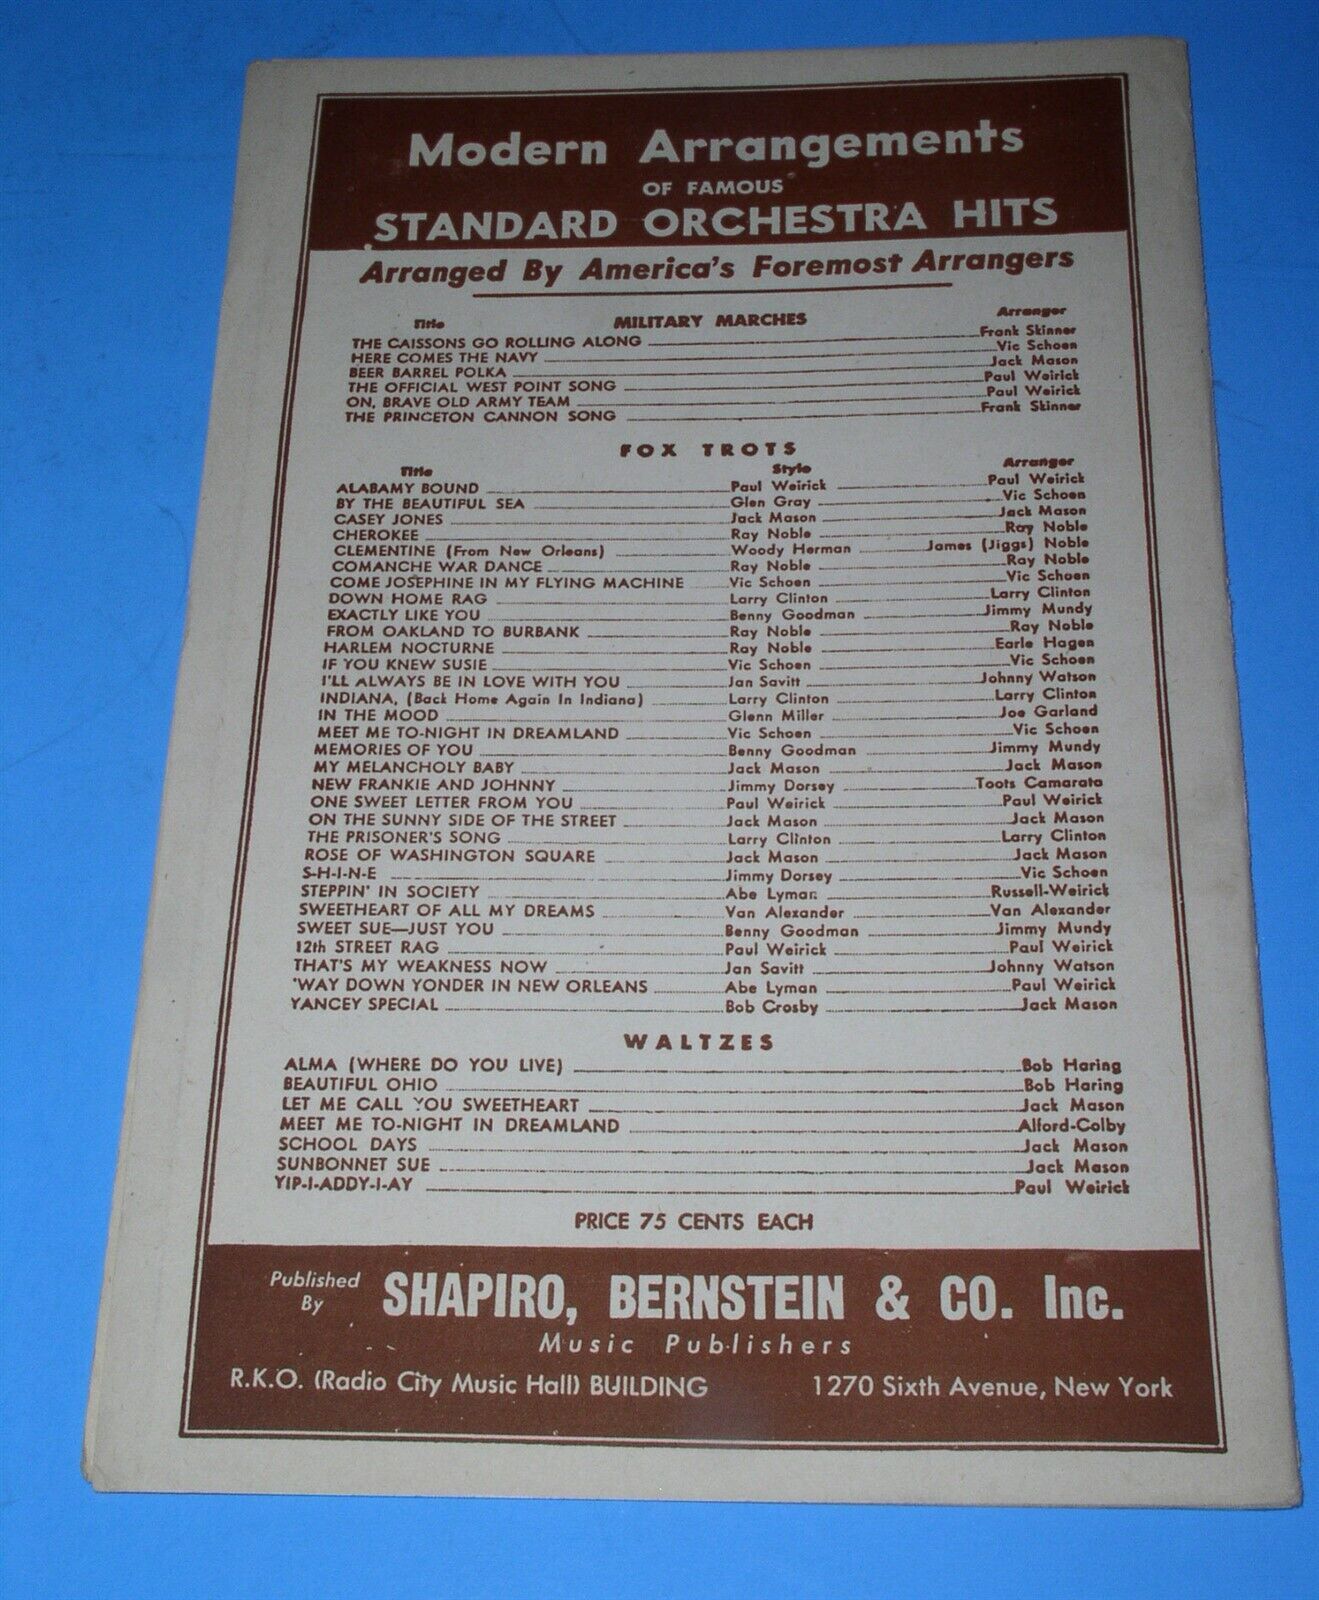 Modern Arrangements
OF FAMOUS
STANDARD ORCHESTRA HITS
Arranged By America's Foremost Arrangers
Title MILITARY MARCHES Arranger
THE CAISSONS GO ROLLING ALONG Frank Skinner
HERE COMES THE NAVY Vic Schoen
BEER BARREL POLKA Jack Mason
THE OFFICIAL WEST POINT SONG Paul Weirick
ON, BRAVE OLD ARMY TEAM Paul Weirick
THE PRINCETON CANNON SONG Frank Skinner
FOX TROTS
Title Style Arranger
ALABAMY BOUND Paul Weirick Paul Weirick
BY THE BEAUTIFUL SEA Glen Gray Vic Schoen
CASEY JONES Jack Mason Jack Mason
CHEROKEE Ray Noble Ray Noble
CLEMENTINE (From New Orleans) Woody Herman James (Jiggs) Noble
COMANCHE WAR DANCE Ray Noble Ray Noble
COME JOSEPHINE IN MY FLYING MACHINE Vic Schoen Vic Schoen
DOWN HOME RAG Larry Clinton Larry Clinton
EXACTLY LIKE YOU Benny Goodman Jimmy Mundy
FROM OAKLAND TO BURBANK Ray Noble Ray Noble
HARLEM NOCTURNE Ray Noble Earle Hagen
IF YOU KNEW SUSIE Vic Schoen Vic Schoen
I'LL ALWAYS BE IN LOVE WITH YOU Jan Savitt Johnny Watson
INDIANA, (Back Home Again In Indiana) Larry Clinton Larry Clinton
IN THE MOOD Glenn Miller Joe Garland
MEET ME TO-NIGHT IN DREAMLAND Vic Schoen Vic Schoen
MEMORIES OF YOU Benny Goodman Jimmy Mundy
MY MELANCHOLY BABY Jack Mason Jack Mason
NEW FRANKIE AND JOHNNY Jimmy Dorsey Toots Camarata
ONE SWEET LETTER FROM YOU Paul Weirick Paul Weirick
ON THE SUNNY SIDE OF THE STREET Jack Mason Jack Mason
THE PRISONER'S SONG Larry Clinton Larry Clinton
ROSE OF WASHINGTON SQUARE Jack Mason Jack Mason
S-H-I-N-E Jimmy Dorsey Vic Schoen
STEPPIN' IN SOCIETY Abe Lyman Russell-Weirick
SWEETHEART OF ALL MY DREAMS Van Alexander Van Alexander
SWEET SUE—JUST YOU Benny Goodman Jimmy Mundy
12th STREET RAG Paul Weirick Paul Weirick
THAT'S MY WEAKNESS NOW Jan Savitt Johnny Watson
'WAY DOWN YONDER IN NEW ORLEANS Abe Lyman Paul Weirick
YANCEY SPECIAL Bob Crosby Jack Mason
WALTZES
ALMA (WHERE DO YOU LIVE) Bob Haring
BEAUTIFUL OHIO Bob Haring
LET ME CALL YOU SWEETHEART Jack Mason
MEET ME TO-NIGHT IN DREAMLAND Alford-Colby
SCHOOL DAYS Jack Mason
SUNBONNET SUE Jack Mason
YIP-I-ADDY-I-AY Paul Weirick
PRICE 75 CENTS EACH
Published By SHAPIRO, BERNSTEIN & CO. Inc.
Music Publishers
R.K.O. (Radio City Music Hall) BUILDING 1270 Sixth Avenue, New York